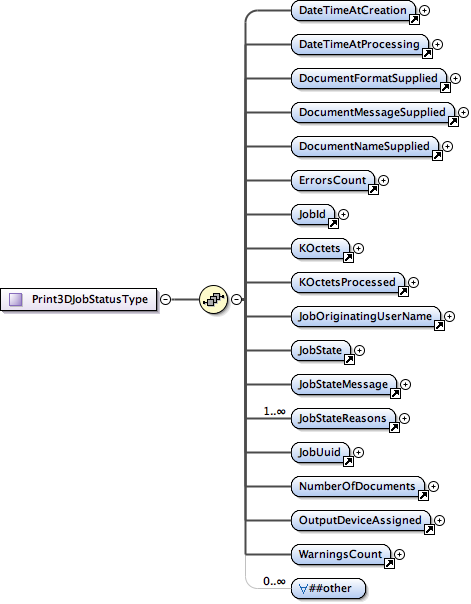 DateTimeAtCreation
DateTimeAtProcessing
DocumentFormatSupplied
DocumentMessageSupplied
DocumentNameSupplied
ErrorsCount
JobId
KOctets
KOctetsProcessed
Print3DJobStatusType
JobOriginatingUserName
JobState
JobStateMessage
1..∞
JobStateReasons
JobUuid
NumberOfDocuments
OutputDeviceAssigned
WarningsCount
0..∞
∀##other